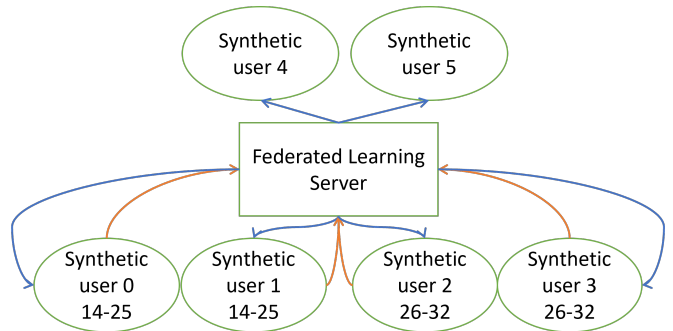 Synthetic
user 4
Synthetic
user 5
Federated Learning
Server
Synthetic
user 0
14-25
Synthetic
user 1
14-25
Synthetic
user 2
26-32
Synthetic
user 3
26-32